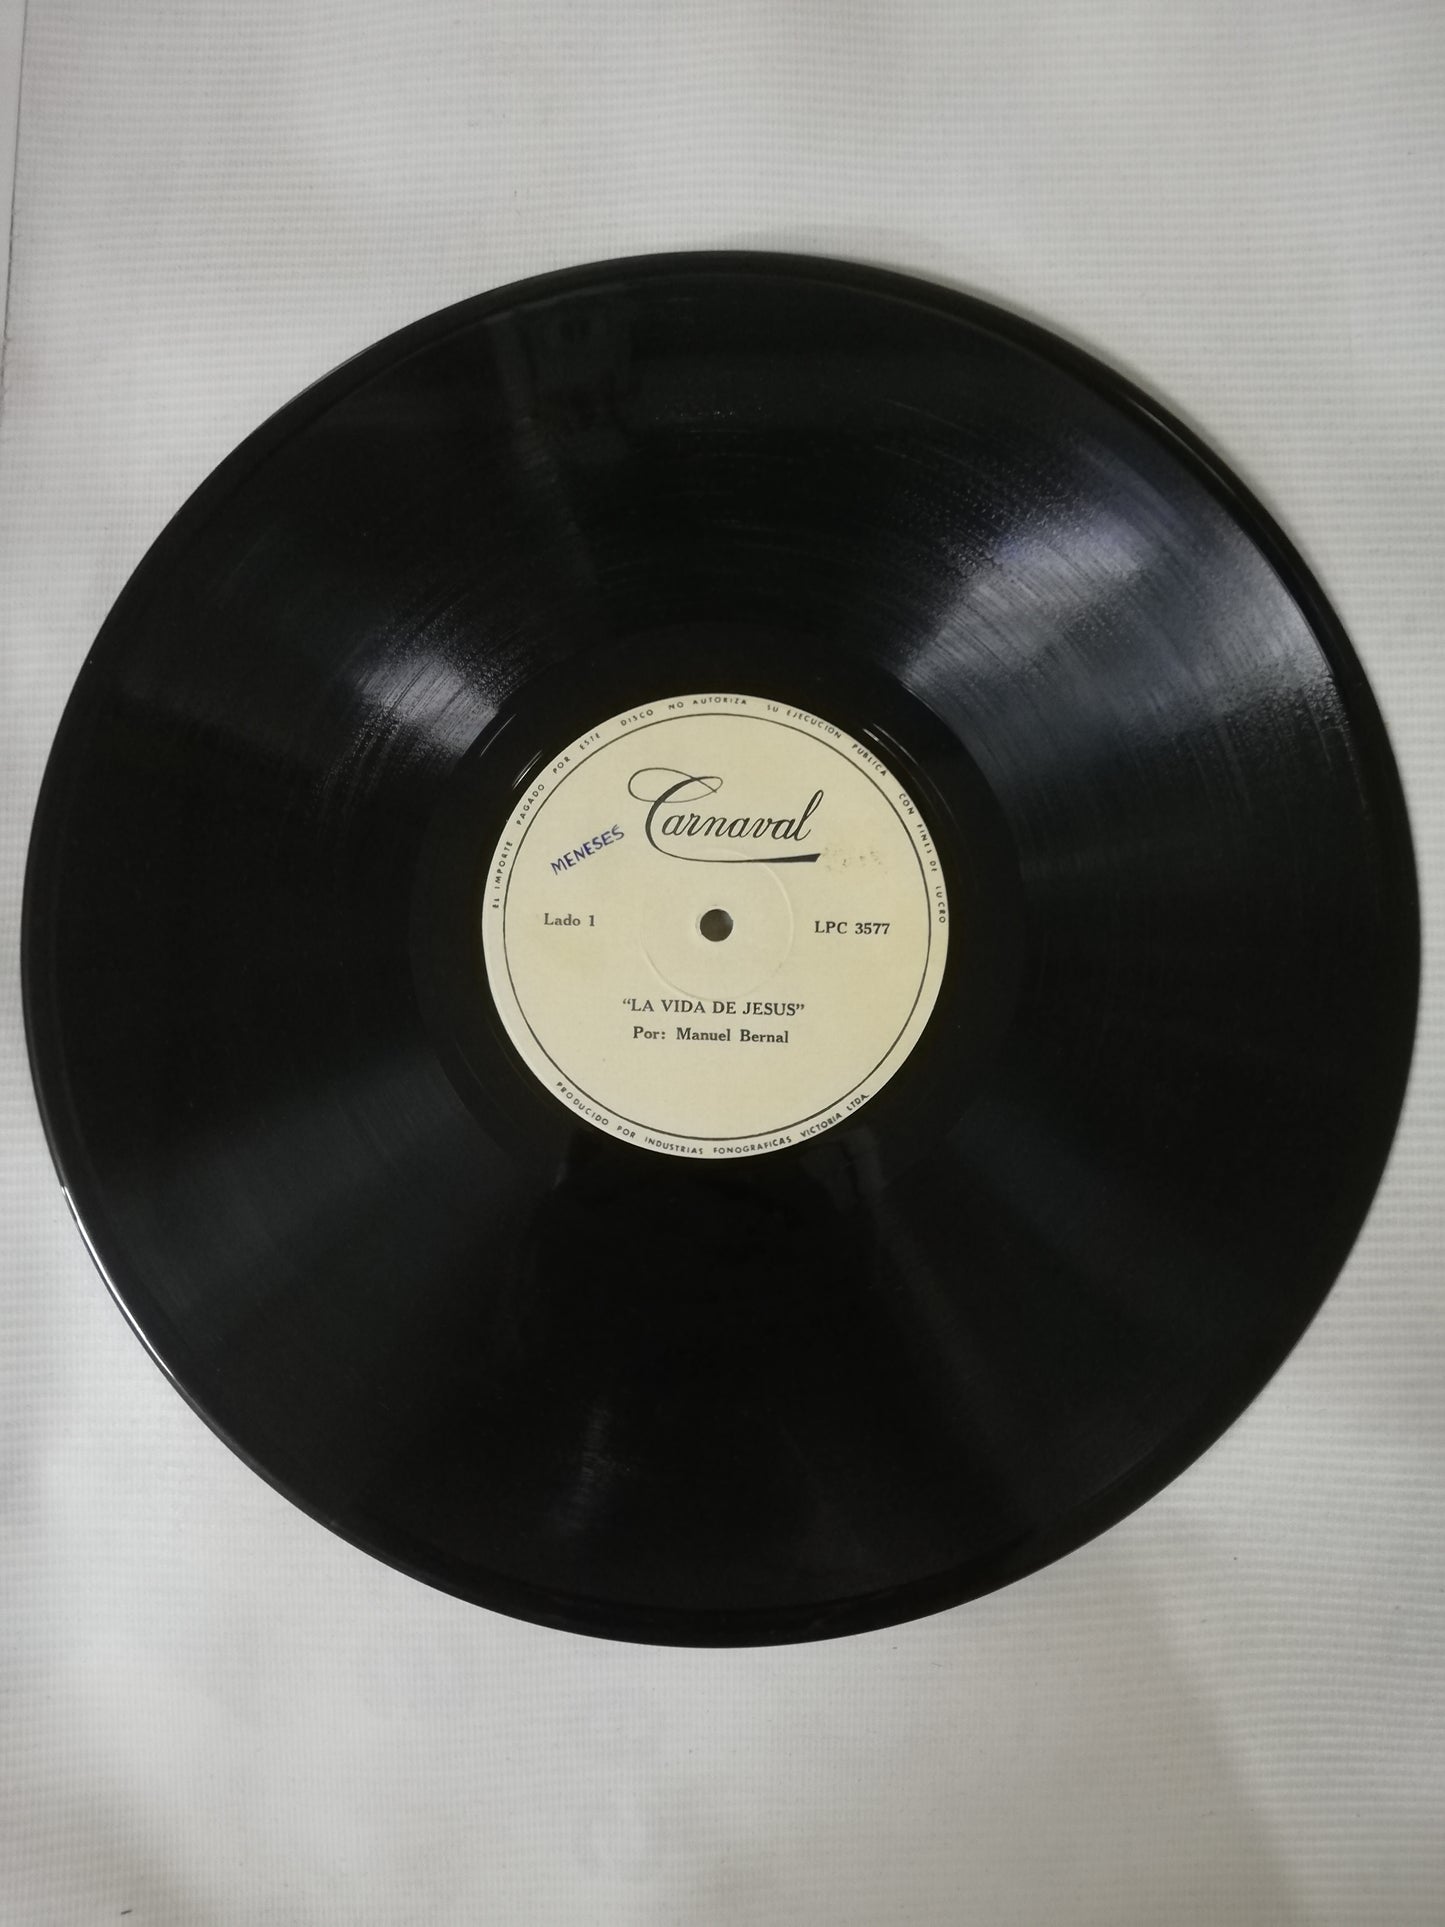 EL IMPORTE PAGADO POR ESTE DISCO NO AUTORIZA SU EJECUCION PUBLICA CON FINES DE LUCRO
Carnaval
MENESES
Lado 1
LPC 3577
“LA VIDA DE JESUS”
Por: Manuel Bernal
PRODUCIDO POR INDUSTRIAS FONOGRAFICAS VICTORIA LTDA.